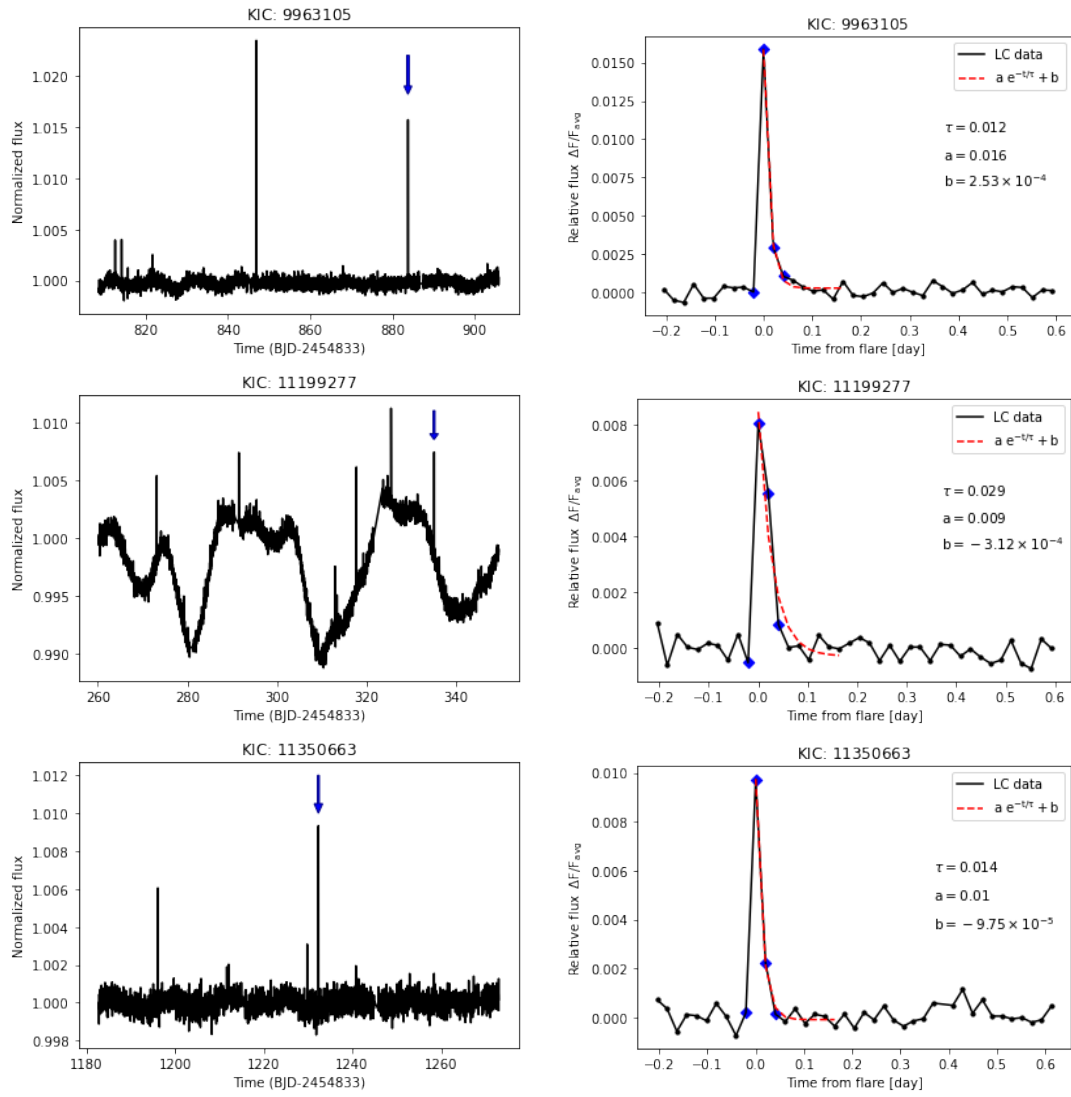 KIC: 9963105
Normalized flux
1.020
1.015
1.010
1.005
1.000
820
840
860
880
900
Time (BJD-2454833)
KIC: 9963105
Relative flux ΔF/F_avg
0.0150
0.0125
0.0100
0.0075
0.0050
0.0025
0.0000
LC data
a e^{-t/τ} + b
τ = 0.012
a = 0.016
b = 2.53 × 10^{-4}
−0.2
−0.1
0.0
0.1
0.2
0.3
0.4
0.5
0.6
Time from flare [day]
KIC: 11199277
Normalized flux
1.010
1.005
1.000
0.995
0.990
260
280
300
320
340
Time (BJD-2454833)
KIC: 11199277
Relative flux ΔF/F_avg
0.008
0.006
0.004
0.002
0.000
LC data
a e^{-t/τ} + b
τ = 0.029
a = 0.009
b = −3.12 × 10^{-4}
−0.2
−0.1
0.0
0.1
0.2
0.3
0.4
0.5
0.6
Time from flare [day]
KIC: 11350663
Normalized flux
1.012
1.010
1.008
1.006
1.004
1.002
1.000
0.998
1180
1200
1220
1240
1260
Time (BJD-2454833)
KIC: 11350663
Relative flux ΔF/F_avg
0.010
0.008
0.006
0.004
0.002
0.000
LC data
a e^{-t/τ} + b
τ = 0.014
a = 0.01
b = −9.75 × 10^{-5}
−0.2
−0.1
0.0
0.1
0.2
0.3
0.4
0.5
0.6
Time from flare [day]